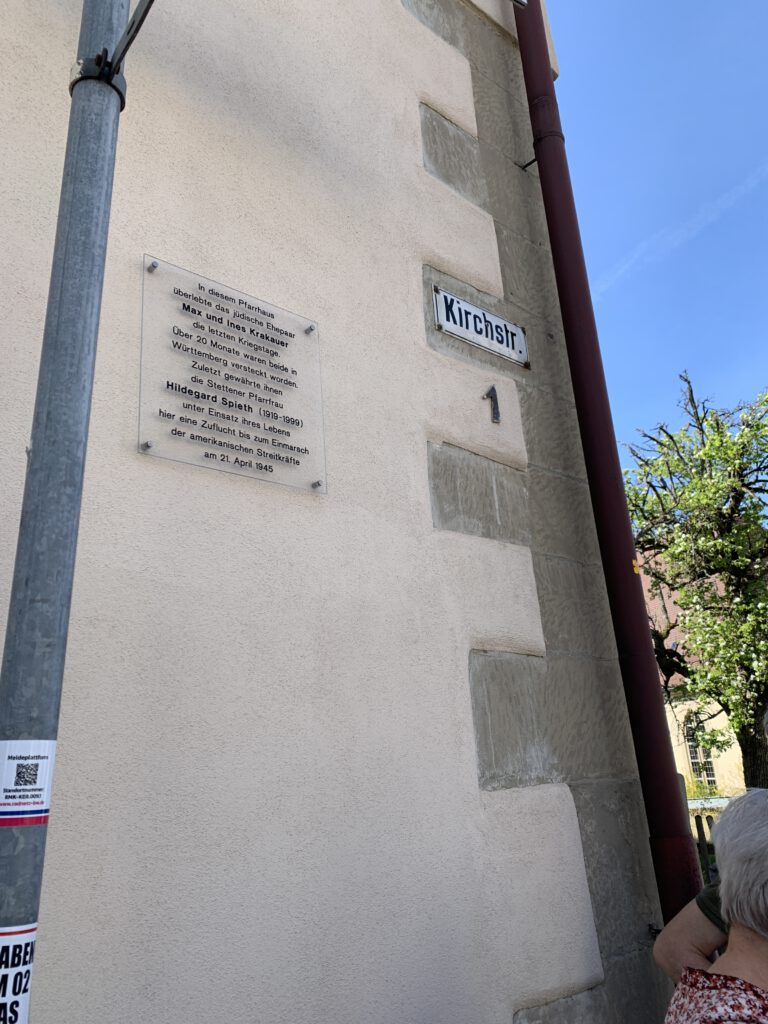 In diesem Pfarrhaus
überlebte das jüdische Ehepaar
Max und Ines Krakauer
die letzten Kriegstage.
Über 20 Monate waren beide in
Württemberg versteckt worden.
Zuletzt gewährte ihnen
die Stettener Pfarrfrau
Hildegard Spieth (1919-1999)
unter Einsatz ihres Lebens
hier eine Zuflucht bis zum Einmarsch
der amerikanischen Streitkräfte
am 21. April 1945
Kirchstr.
1
Meldeplattform
Standortnummer:
ABEN
M 02
AS